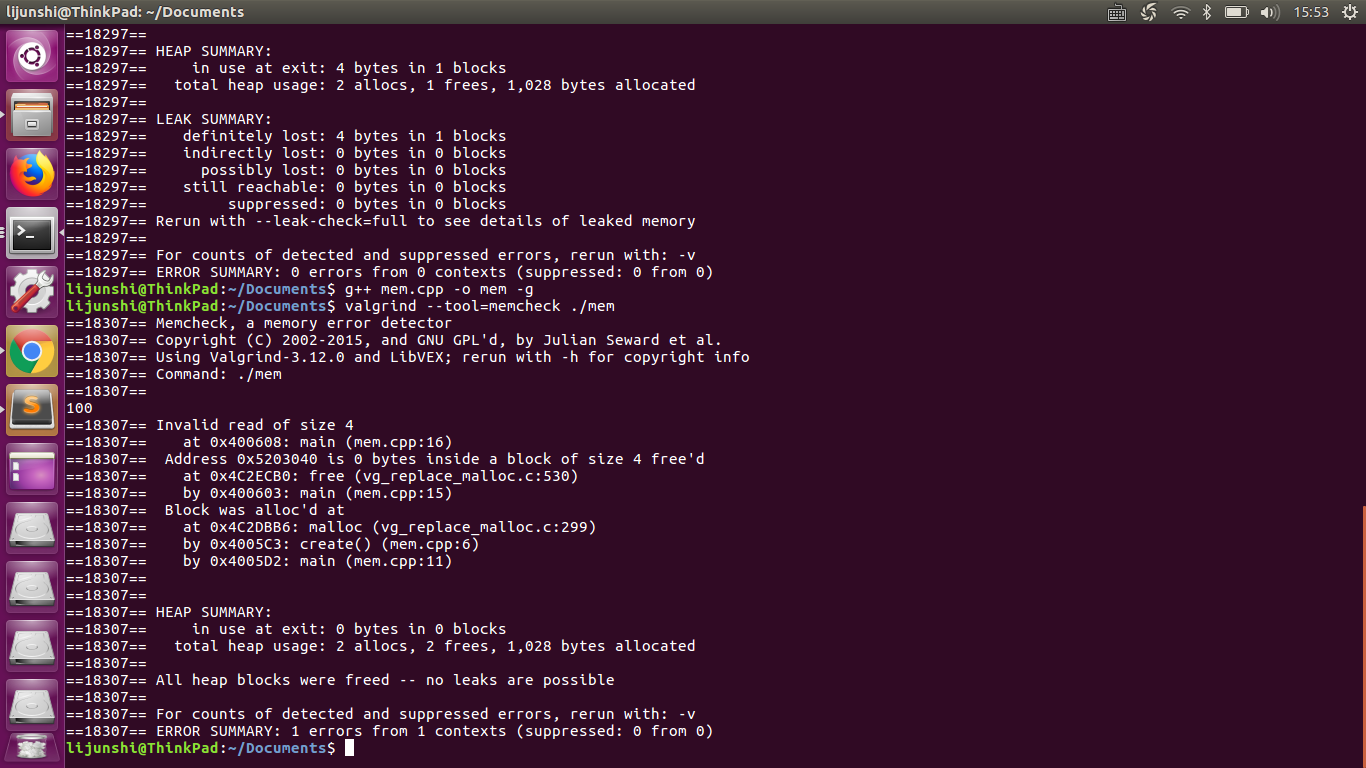 lijunshi@ThinkPad: ~/Documents
15:53
==18297==
==18297== HEAP SUMMARY:
==18297==     in use at exit: 4 bytes in 1 blocks
==18297==   total heap usage: 2 allocs, 1 frees, 1,028 bytes allocated
==18297==
==18297== LEAK SUMMARY:
==18297==    definitely lost: 4 bytes in 1 blocks
==18297==    indirectly lost: 0 bytes in 0 blocks
==18297==      possibly lost: 0 bytes in 0 blocks
==18297==    still reachable: 0 bytes in 0 blocks
==18297==         suppressed: 0 bytes in 0 blocks
==18297== Rerun with --leak-check=full to see details of leaked memory
==18297==
==18297== For counts of detected and suppressed errors, rerun with: -v
==18297== ERROR SUMMARY: 0 errors from 0 contexts (suppressed: 0 from 0)
lijunshi@ThinkPad:~/Documents$ g++ mem.cpp -o mem -g
lijunshi@ThinkPad:~/Documents$ valgrind --tool=memcheck ./mem
==18307== Memcheck, a memory error detector
==18307== Copyright (C) 2002-2015, and GNU GPL'd, by Julian Seward et al.
==18307== Using Valgrind-3.12.0 and LibVEX; rerun with -h for copyright info
==18307== Command: ./mem
==18307==
100
==18307== Invalid read of size 4
==18307==    at 0x400608: main (mem.cpp:16)
==18307==  Address 0x5203040 is 0 bytes inside a block of size 4 free'd
==18307==    at 0x4C2ECB0: free (vg_replace_malloc.c:530)
==18307==    by 0x400603: main (mem.cpp:15)
==18307==  Block was alloc'd at
==18307==    at 0x4C2DBB6: malloc (vg_replace_malloc.c:299)
==18307==    by 0x4005C3: create() (mem.cpp:6)
==18307==    by 0x4005D2: main (mem.cpp:11)
==18307==
==18307==
==18307== HEAP SUMMARY:
==18307==     in use at exit: 0 bytes in 0 blocks
==18307==   total heap usage: 2 allocs, 2 frees, 1,028 bytes allocated
==18307==
==18307== All heap blocks were freed -- no leaks are possible
==18307==
==18307== For counts of detected and suppressed errors, rerun with: -v
==18307== ERROR SUMMARY: 1 errors from 1 contexts (suppressed: 0 from 0)
lijunshi@ThinkPad:~/Documents$